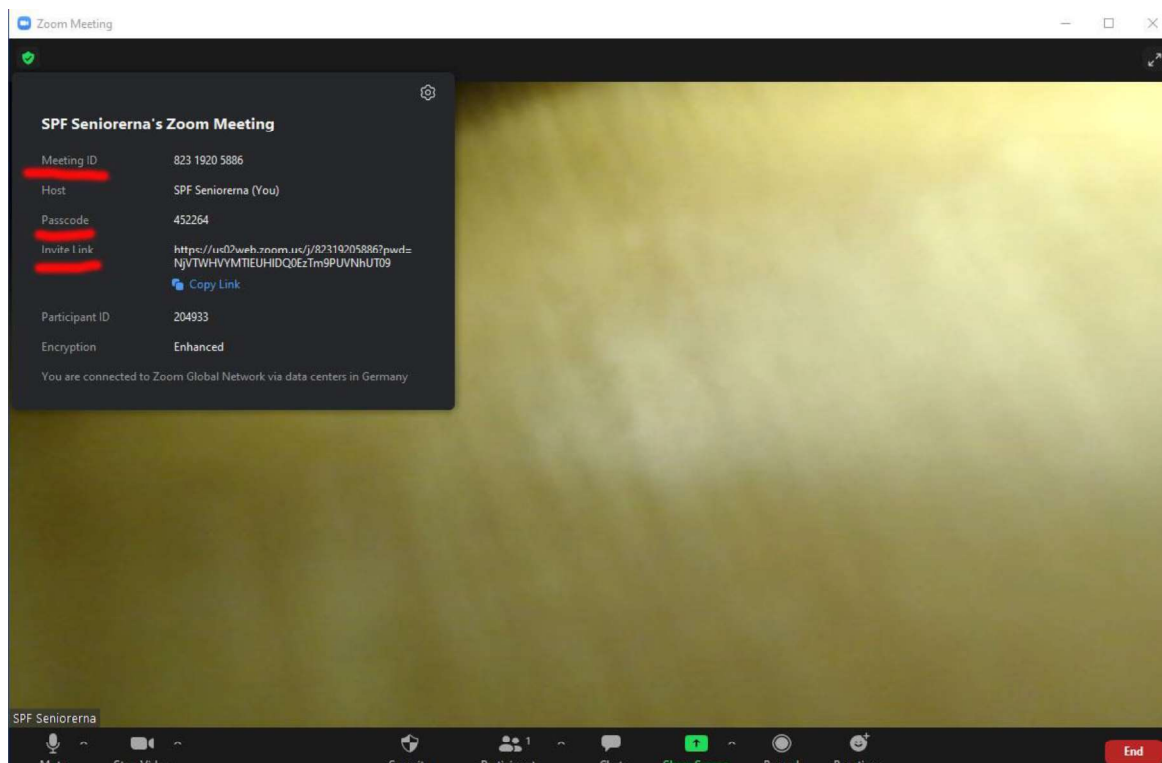 Zoom Meeting
SPF Seniorerna's Zoom Meeting
Meeting ID 823 1920 5886
Host SPF Seniorerna (You)
Passcode 452264
Invite Link https://us02web.zoom.us/j/82319205886?pwd=
NjVTWHVYMTlEUHlDQ0EzTm9PUVNhUT09
Copy Link
Participant ID 204933
Encryption Enhanced
You are connected to Zoom Global Network via data centers in Germany
SPF Seniorerna
1
End